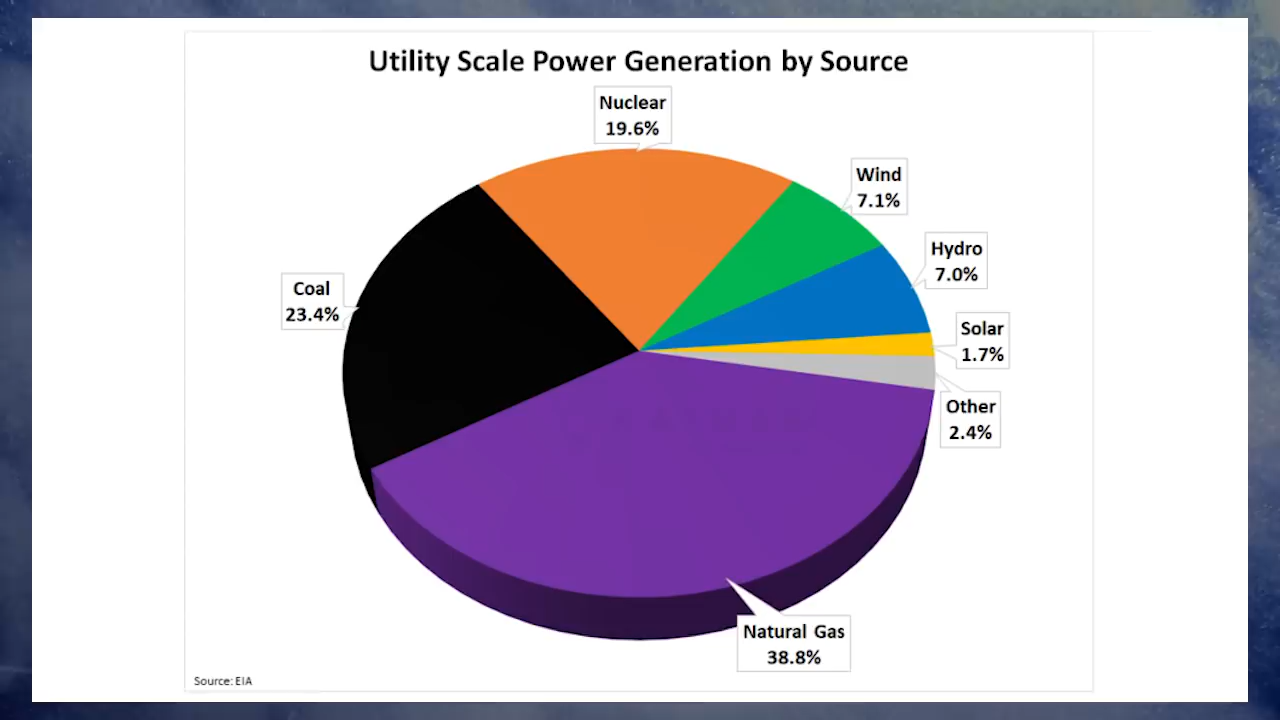 Utility Scale Power Generation by Source
Nuclear
19.6%
Wind
7.1%
Hydro
7.0%
Coal
23.4%
Solar
1.7%
Other
2.4%
Natural Gas
38.8%
Source: EIA